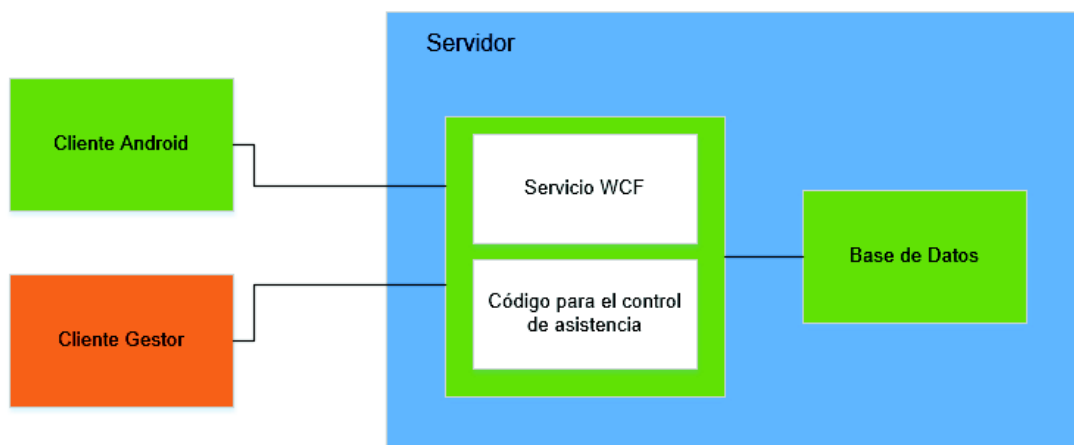 Servidor
Cliente Android
Servicio WCF
Base de Datos
Código para el control
de asistencia
Cliente Gestor